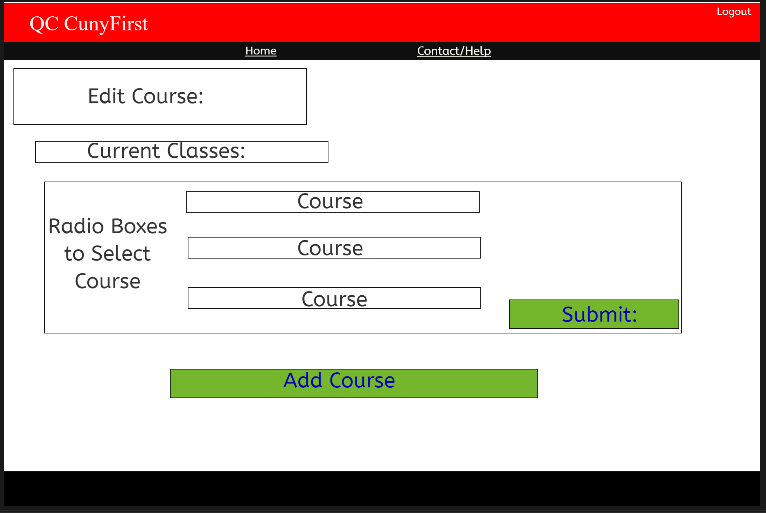 Logout
QC CunyFirst
Home Contact/Help
Edit Course:
Current Classes:
Radio Boxes
to Select
Course
Course
Course
Course
Submit:
Add Course